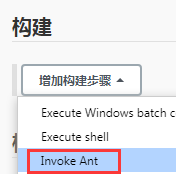 构建
增加构建步骤
Execute Windows batch
Execute shell
Invoke Ant